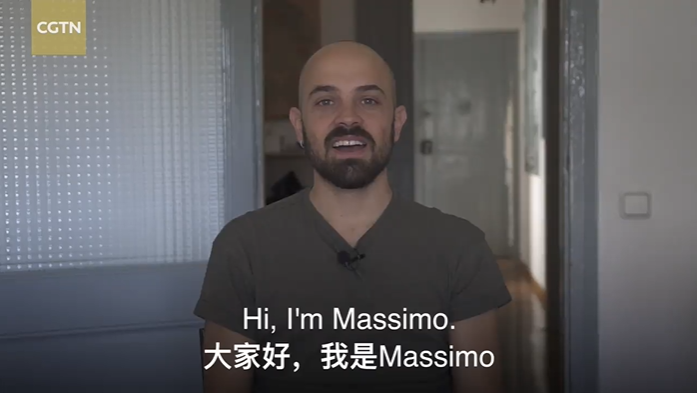 CGTN
Hi, I'm Massimo.
大家好，我是Massimo